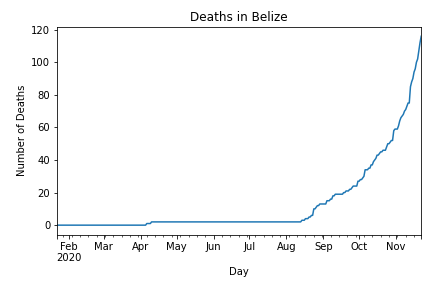 Deaths in Belize
120
100
80
60
40
20
0
Number of Deaths
Feb Mar Apr May Jun Jul Aug Sep Oct Nov
2020
Day